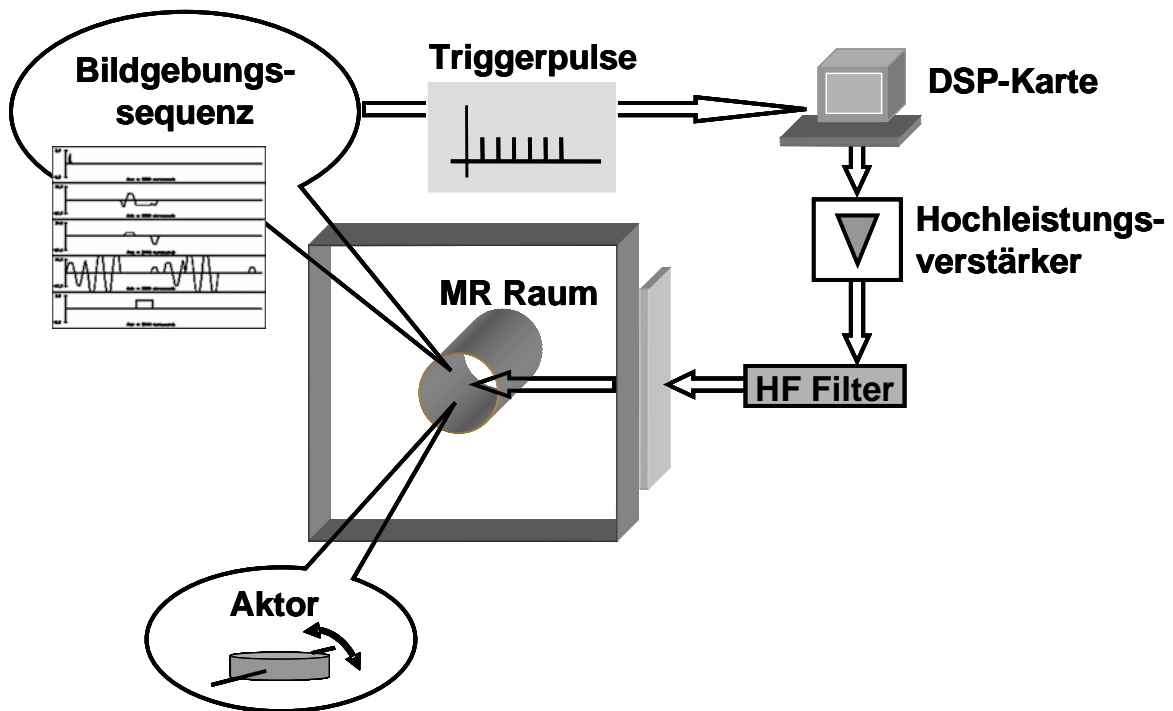 Bildgebungs-
sequenz
Triggerpulse
DSP-Karte
Hochleistungs-
verstärker
MR Raum
HF Filter
Aktor